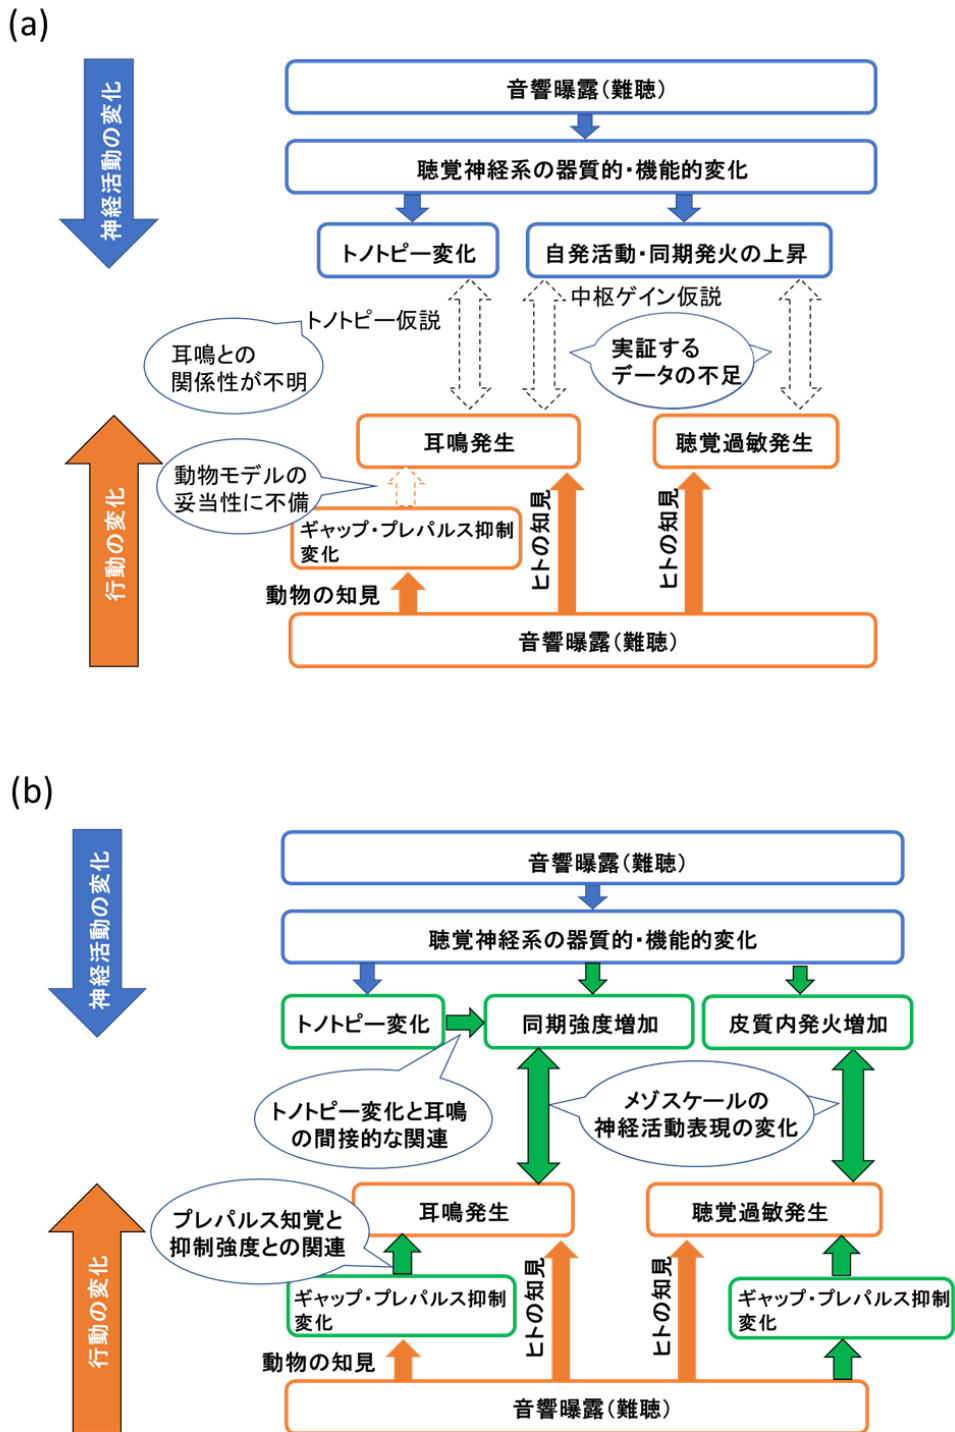 (a)
神経活動の変化
音響曝露(難聴)
聴覚神経系の器質的・機能的変化
トノトピー変化
自発活動・同期発火の上昇
トノトピー仮説
中枢ゲイン仮説
耳鳴との
関係性が不明
実証する
データの不足
行動の変化
耳鳴発生
聴覚過敏発生
動物モデルの
妥当性に不備
ギャップ・プレパルス抑制
変化
ヒトの知見
ヒトの知見
動物の知見
音響曝露(難聴)
(b)
神経活動の変化
音響曝露(難聴)
聴覚神経系の器質的・機能的変化
トノトピー変化
同期強度増加
皮質内発火増加
トノトピー変化と耳鳴
の間接的な関連
メゾスケールの
神経活動表現の変化
行動の変化
プレパルス知覚と
抑制強度との関連
耳鳴発生
聴覚過敏発生
ギャップ・プレパルス抑制
変化
ヒトの知見
ヒトの知見
ギャップ・プレパルス抑制
変化
動物の知見
音響曝露(難聴)